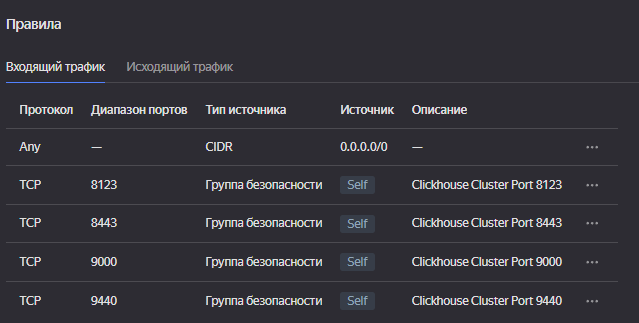 Правила
Входящий трафик Исходящий трафик
Протокол Диапазон портов Тип источника Источник Описание
Any — CIDR 0.0.0.0/0 —
TCP 8123 Группа безопасности Self Clickhouse Cluster Port 8123
TCP 8443 Группа безопасности Self Clickhouse Cluster Port 8443
TCP 9000 Группа безопасности Self Clickhouse Cluster Port 9000
TCP 9440 Группа безопасности Self Clickhouse Cluster Port 9440